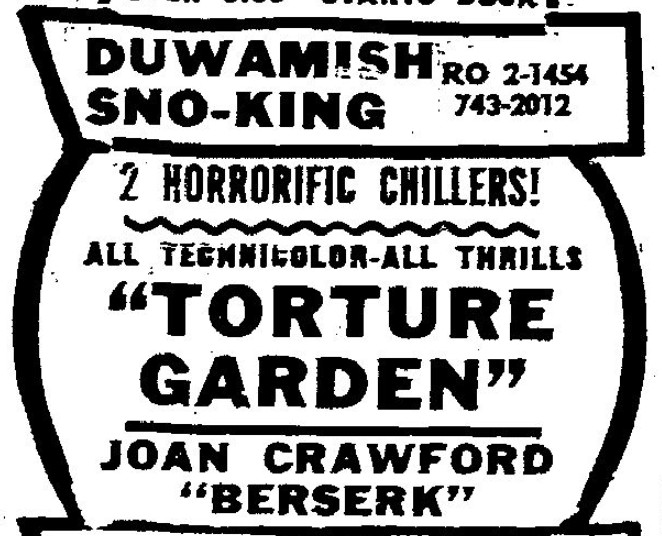 DUWAMISH RO 2-1454
SNO-KING 743-2012
2 HORRORIFIC CHILLERS!
ALL TECHNICOLOR-ALL THRILLS
"TORTURE
GARDEN"
JOAN CRAWFORD
"BERSERK"